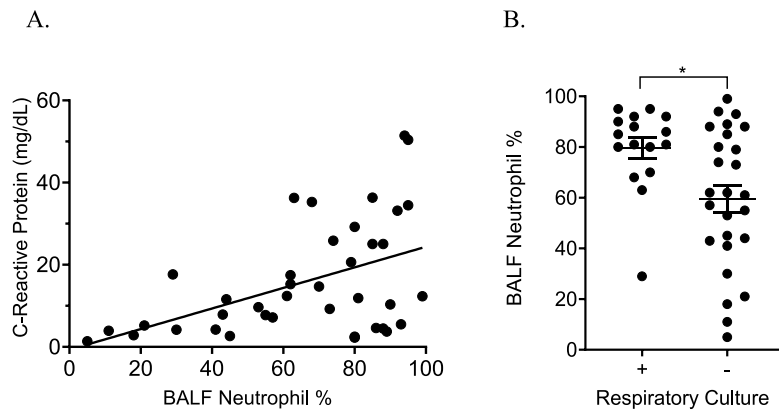 A.
B.
C-Reactive Protein (mg/dL)
60
40
20
0
0 20 40 60 80 100
BALF Neutrophil %
*
BALF Neutrophil %
100
80
60
40
20
0
+ -
Respiratory Culture